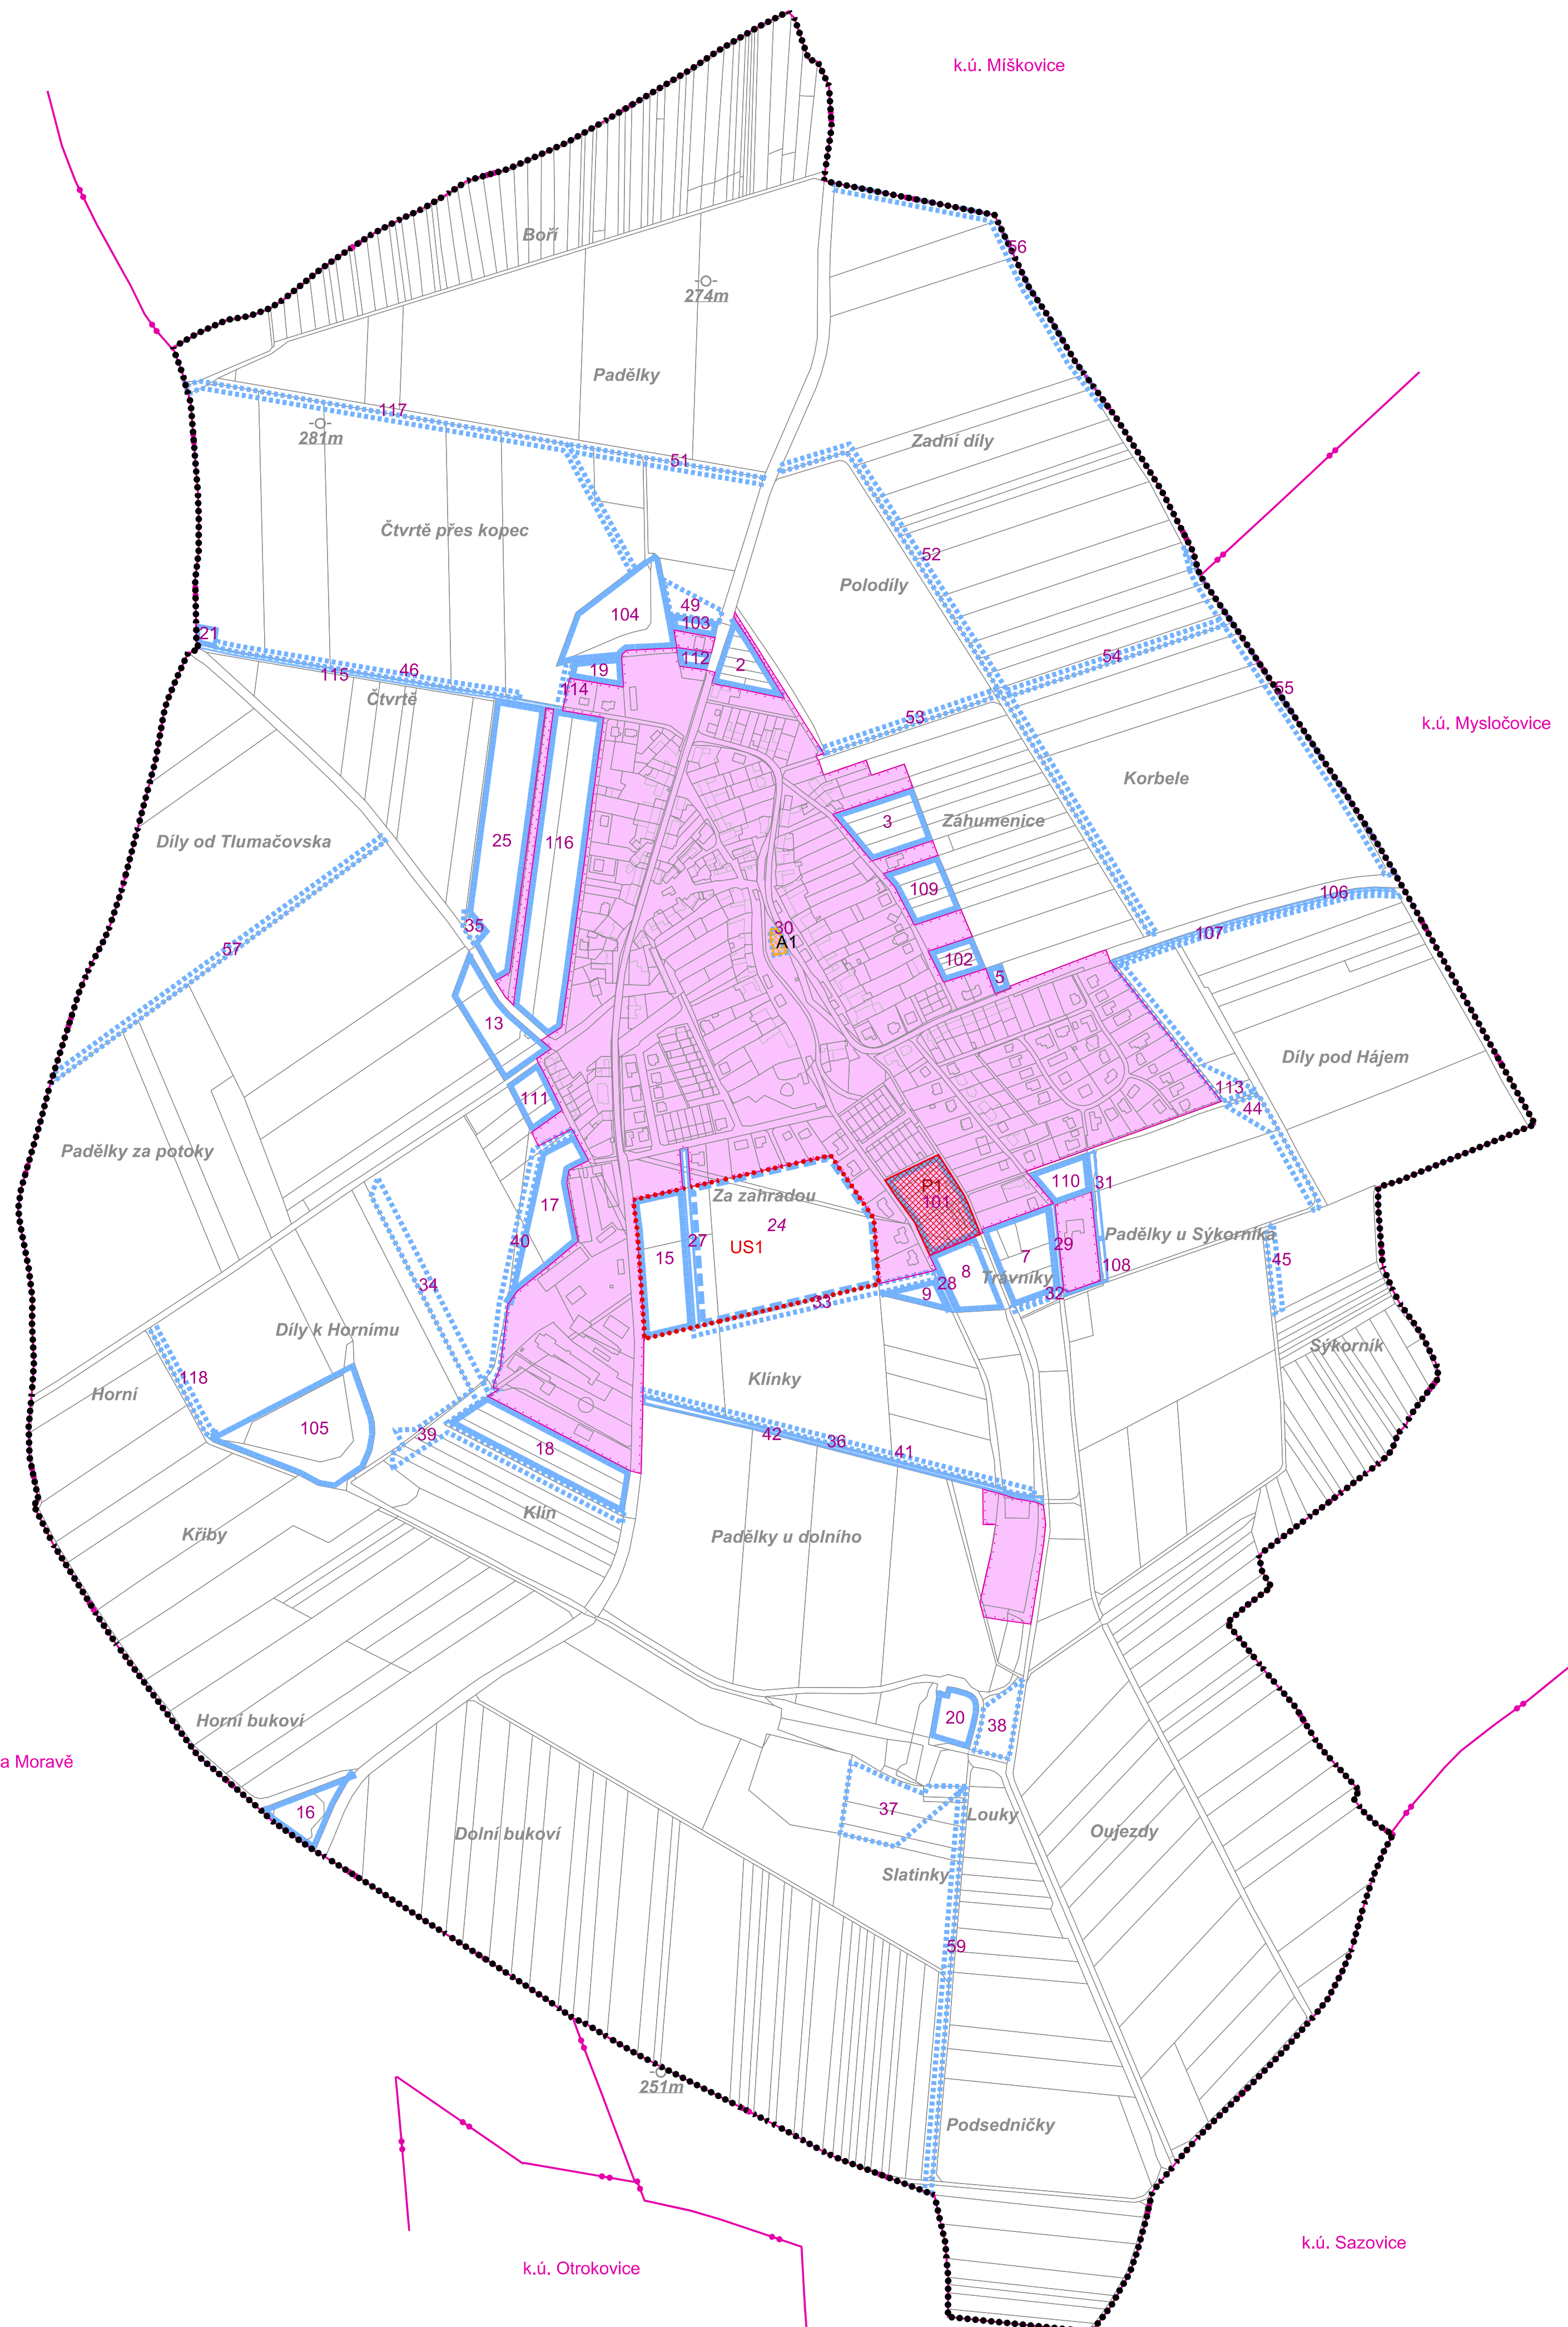 k.ú. Míškovice
Boří
56
274m
Padělky
117
281m
Zadní díly
51
Čtvrtě přes kopec
52
Polodíly
49
104
103
21
54
112
2
19
46
115
114
55
Čtvrtě
53
k.ú. Mysločovice
Korbele
3
Záhumenice
Díly od Tlumačovska
25
116
109
106
35
30
107
A1
57
102
5
13
Díly pod Hájem
113
111
44
Padělky za potoky
31
P1
110
101
Za zahradou
17
24
Padělky u Sýkorníka
40
27
29
US1
15
7
45
108
8
Trávníky
34
28
32
9
33
Díly k Hornímu
Sýkorník
118
Klínky
Horní
105
39
42
36
41
18
Klín
Křiby
Padělky u dolního
Horní bukoví
20
38
a Moravě
16
37
Louky
Dolní bukoví
Oujezdy
Slatinky
59
251m
Podsedničky
k.ú. Sazovice
k.ú. Otrokovice